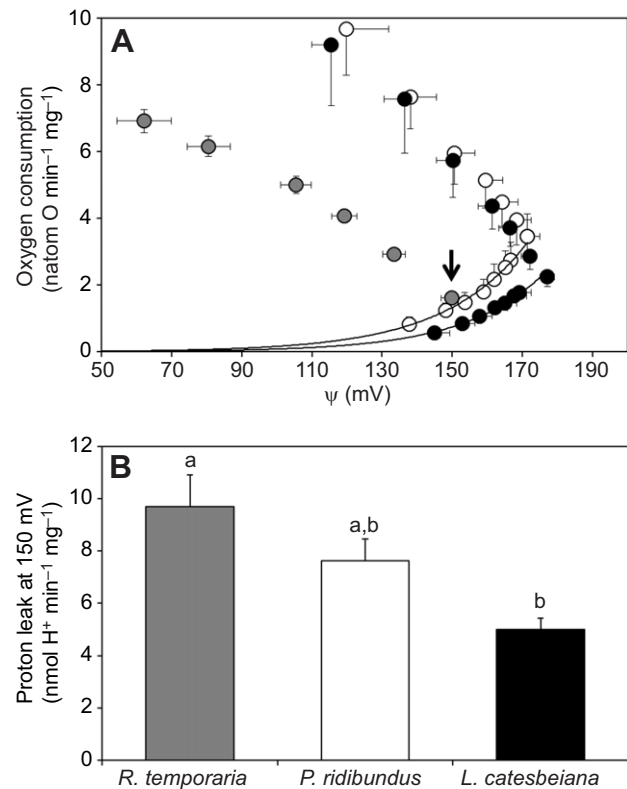 A
Oxygen consumption
(natom O min⁻¹ mg⁻¹)
10
8
6
4
2
0
50 70 90 110 130 150 170 190
ψ (mV)
B
Proton leak at 150 mV
(nmol H⁺ min⁻¹ mg⁻¹)
12
10
8
6
4
2
0
a
a,b
b
R. temporaria P. ridibundus L. catesbeiana